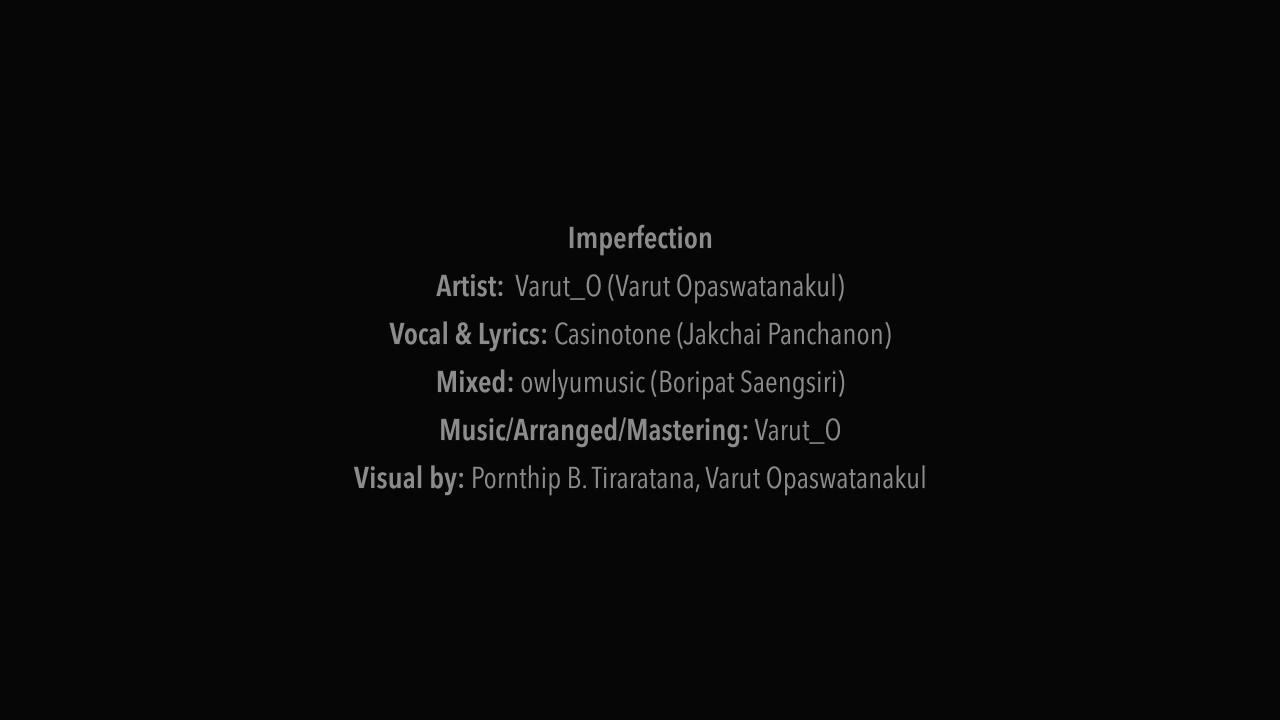 Imperfection
Artist: Varut_O (Varut Opaswatanakul)
Vocal & Lyrics: Casinotone (Jakchai Panchanon)
Mixed: owlyumusic (Boripat Saengsiri)
Music/Arranged/Mastering: Varut_O
Visual by: Pornthip B. Tiraratana, Varut Opaswatanakul